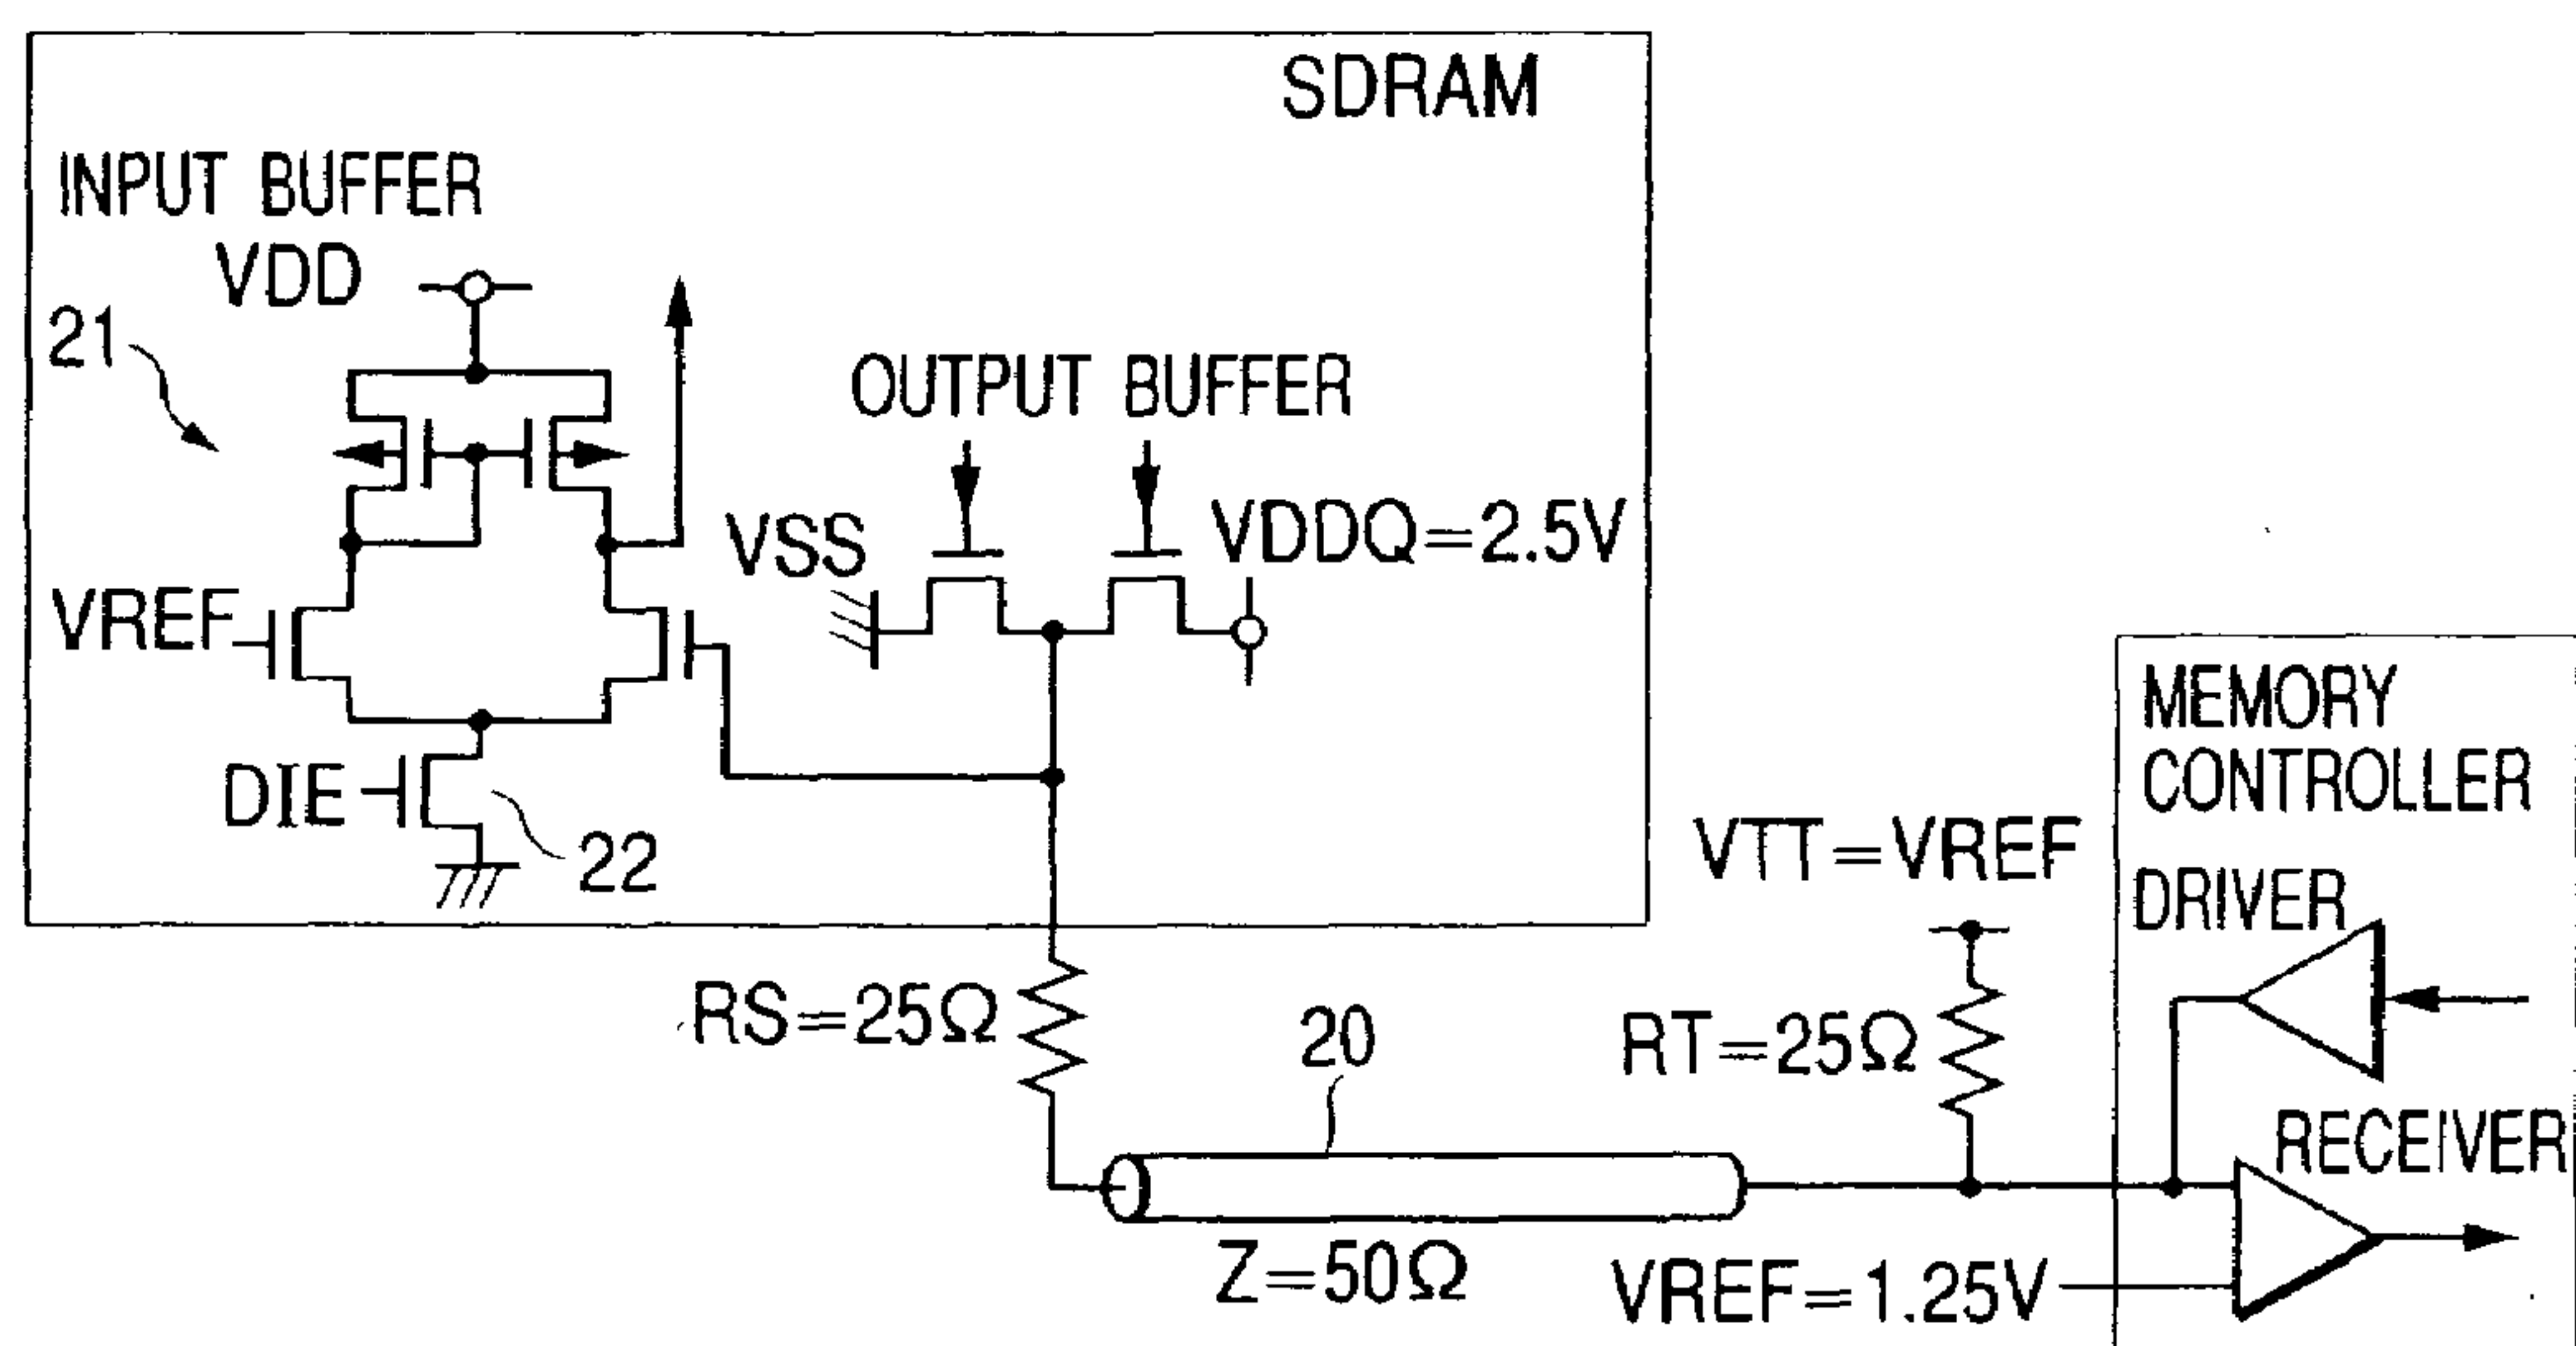 SDRAM
INPUT BUFFER
VDD
21
OUTPUT BUFFER
VSS
VDDQ=2.5V
VREF
DIE
22
MEMORY
CONTROLLER
VTT=VREF
DRIVER
RS=25Ω
20
RT=25Ω
RECEIVER
Z=50Ω
VREF=1.25V